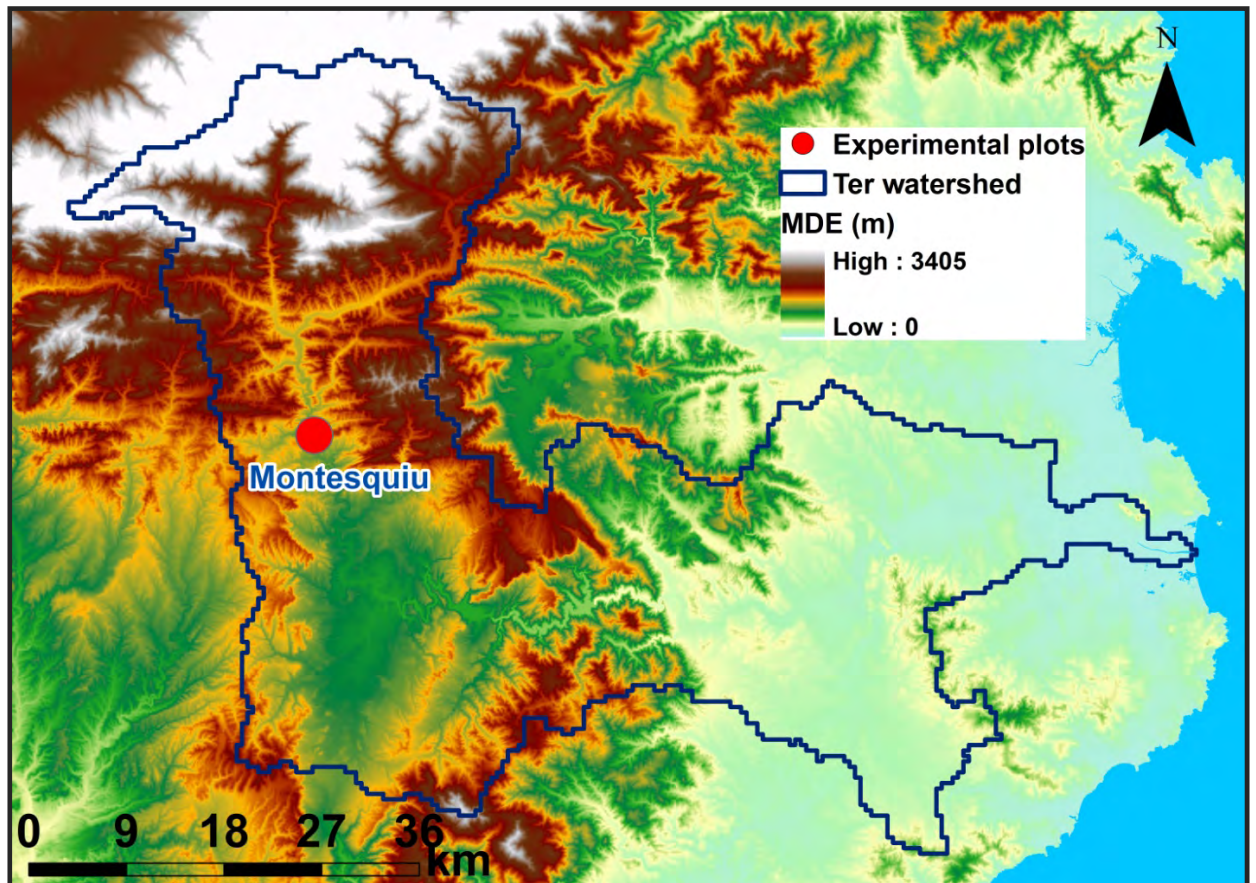 N
Experimental plots
Ter watershed
MDE (m)
High : 3405
Low : 0
Montesquiu
0 9 18 27 36
km